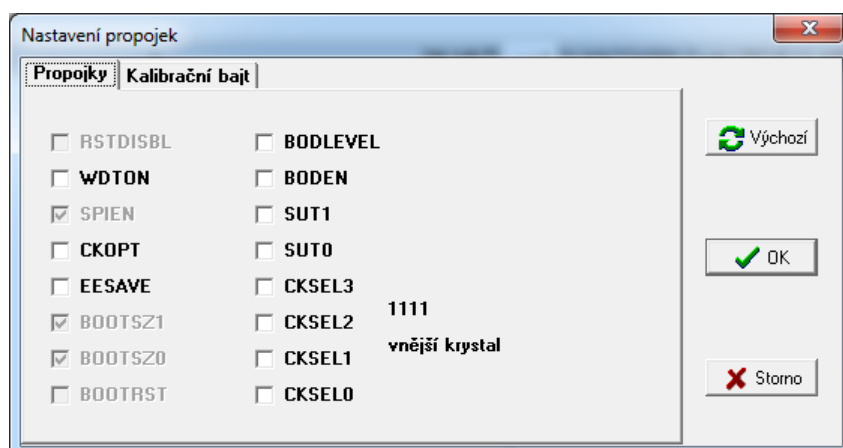 Nastavení propojek
Propojky
Kalibrační bajt
RSTDISBL
WDTON
SPIEN
CKOPT
EESAVE
BOOTSZ1
BOOTSZ0
BOOTRST
BODLEVEL
BODEN
SUT1
SUT0
CKSEL3
CKSEL2
CKSEL1
CKSEL0
1111
vnější krystal
Výchozí
OK
Storno